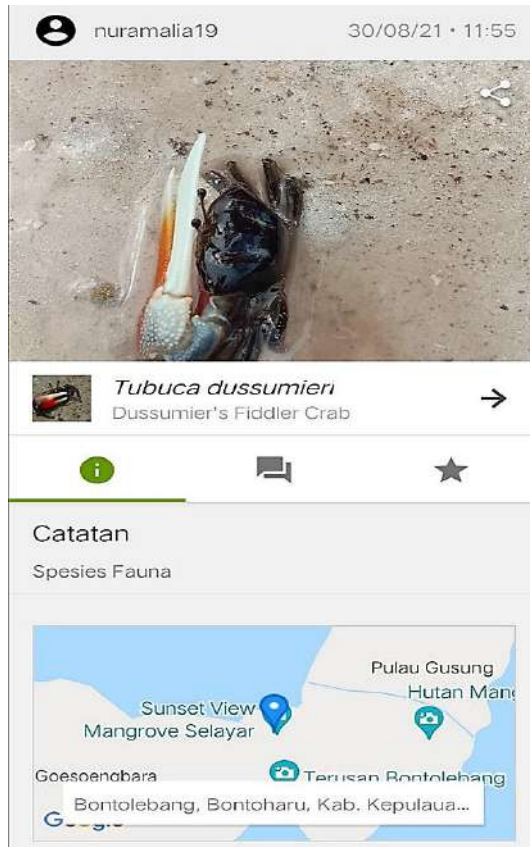 nuramalia19 30/08/21 • 11:55
Tubuca dussumieri
Dussumier's Fiddler Crab
Catatan
Spesies Fauna
Pulau Gusung
Hutan Mang
Sunset View
Mangrove Selayar
Goesoengbara
Terusan Bontolebang
Bontolebang, Bontoharu, Kab. Kepulaua...
Google